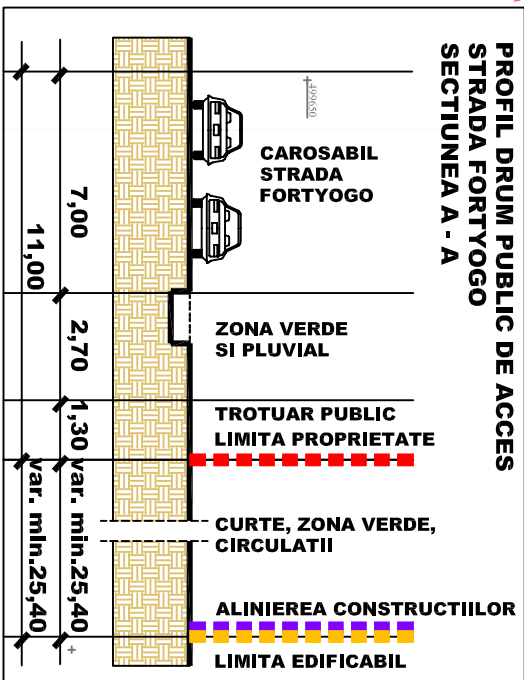 PROFIL DRUM PUBLIC DE ACCES
STRADA FORTYOGO
SECTIUNEA A - A
+499650
CAROSABIL
STRADA
FORTYOGO
ZONA VERDE
SI PLUVIAL
TROTUAR PUBLIC
LIMITA PROPRIETATE
CURTE, ZONA VERDE,
CIRCULATII
ALINIEREA CONSTRUCTIILOR
LIMITA EDIFICABIL
7,00
2,70
1,30
var. min.25,40
11,00
var. min.25,40